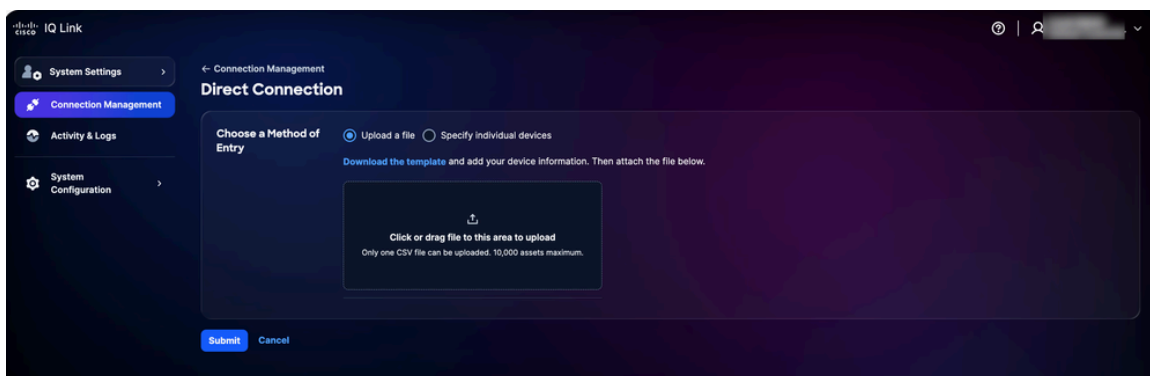 cisco IQ Link
System Settings
← Connection Management
Direct Connection
Connection Management
Activity & Logs
System
Configuration
Choose a Method of
Entry
Upload a file Specify individual devices
Download the template and add your device information. Then attach the file below.
Click or drag file to this area to upload
Only one CSV file can be uploaded. 10,000 assets maximum.
Submit Cancel